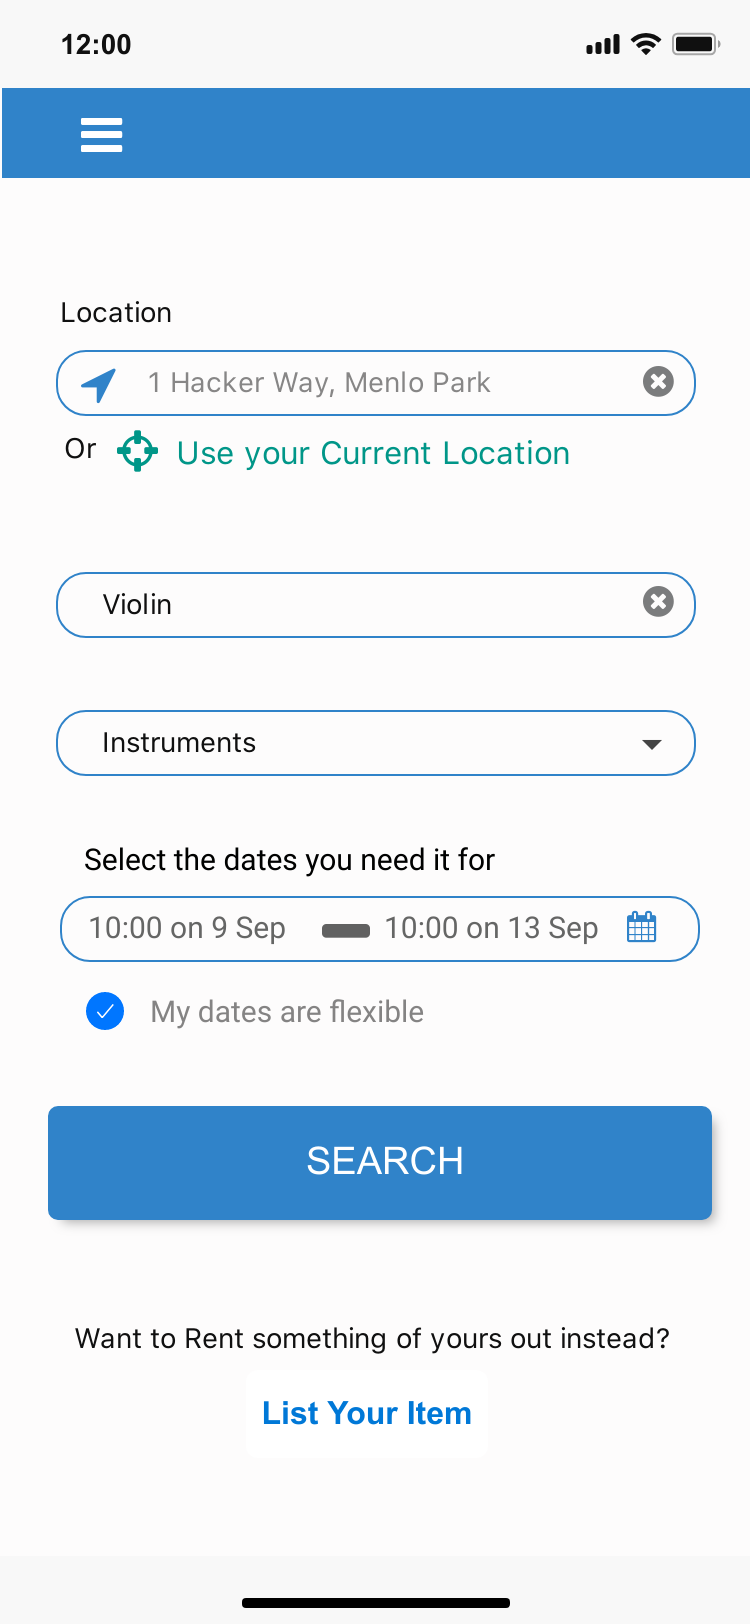 12:00
Location
1 Hacker Way, Menlo Park
Or Use your Current Location
Violin
Instruments
Select the dates you need it for
10:00 on 9 Sep 10:00 on 13 Sep
My dates are flexible
SEARCH
Want to Rent something of yours out instead?
List Your Item